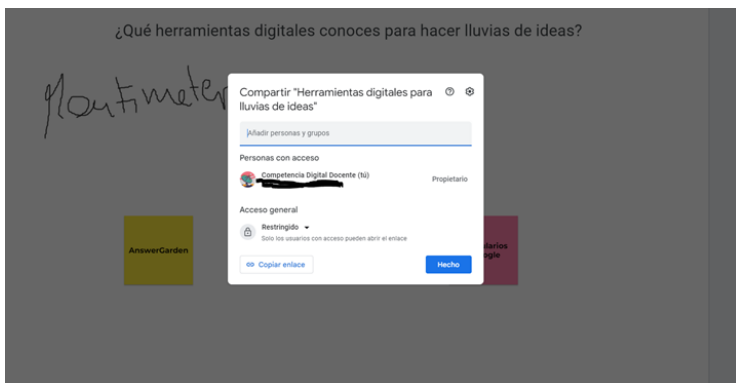 ¿Qué herramientas digitales conoces para hacer lluvias de ideas?
Mentimeter
Compartir "Herramientas digitales para
lluvias de ideas"
Añadir personas y grupos
Personas con acceso
Competencia Digital Docente (tú)
Propietario
Acceso general
Restringido
Solo los usuarios con acceso pueden abrir el enlace
Copiar enlace
Hecho
AnswerGarden